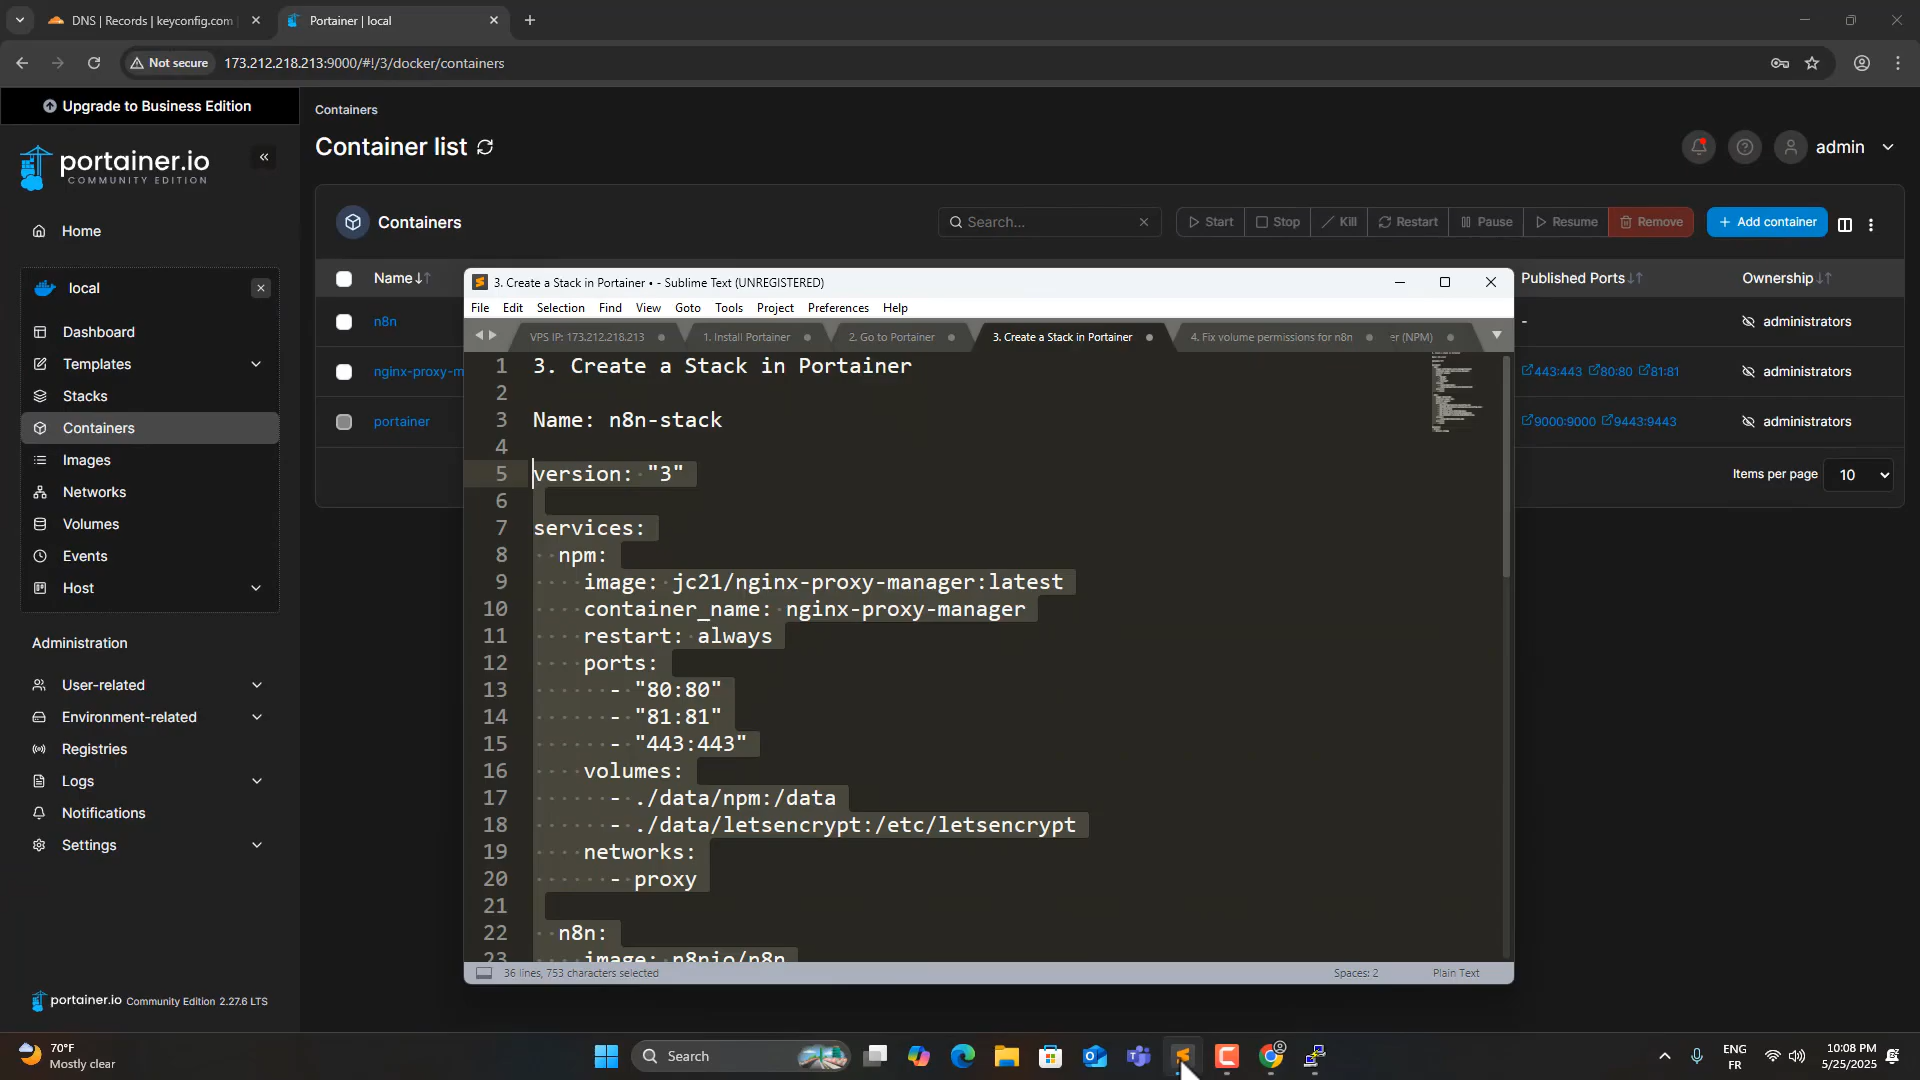 DNS | Records | keyconfig.com
Portainer | local
Not secure
173.212.218.213:9000/#!/3/docker/containers
Upgrade to Business Edition
portainer.io
COMMUNITY EDITION
Home
local
Dashboard
Templates
Stacks
Containers
Images
Networks
Volumes
Events
Host
Administration
User-related
Environment-related
Registries
Logs
Notifications
Settings
portainer.io Community Edition 2.27.6 LTS
Containers
Container list
admin
Containers
Search...
Start
Stop
Kill
Restart
Pause
Resume
Remove
+ Add container
Name
Published Ports
Ownership
n8n
-
administrators
nginx-proxy-m
443:443 80:80 81:81
administrators
portainer
9000:9000 9443:9443
administrators
Items per page 10
3. Create a Stack in Portainer • - Sublime Text (UNREGISTERED)
File Edit Selection Find View Goto Tools Project Preferences Help
VPS IP: 173.212.218.213
1. Install Portainer
2. Go to Portainer
3. Create a Stack in Portainer
4. Fix volume permissions for n8n
er (NPM)
1 3. Create a Stack in Portainer
2
3 Name: n8n-stack
4
5 version: "3"
6
7 services:
8 npm:
9 image: jc21/nginx-proxy-manager:latest
10 container_name: nginx-proxy-manager
11 restart: always
12 ports:
13 - "80:80"
14 - "81:81"
15 - "443:443"
16 volumes:
17 - ./data/npm:/data
18 - ./data/letsencrypt:/etc/letsencrypt
19 networks:
20 - proxy
21
22 n8n:
23 image: n8nio/n8n
36 lines, 753 characters selected
Spaces: 2
Plain Text
70°F
Mostly clear
Search
ENG
FR
10:08 PM
5/25/2025